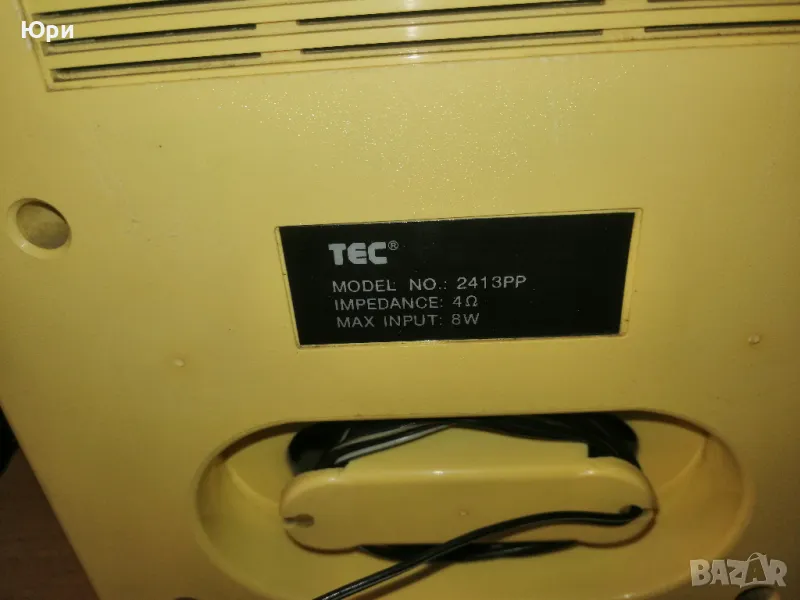 Юри
TEC®
MODEL NO.: 2413PP
IMPEDANCE: 4Ω
MAX INPUT: 8W
BAZAR